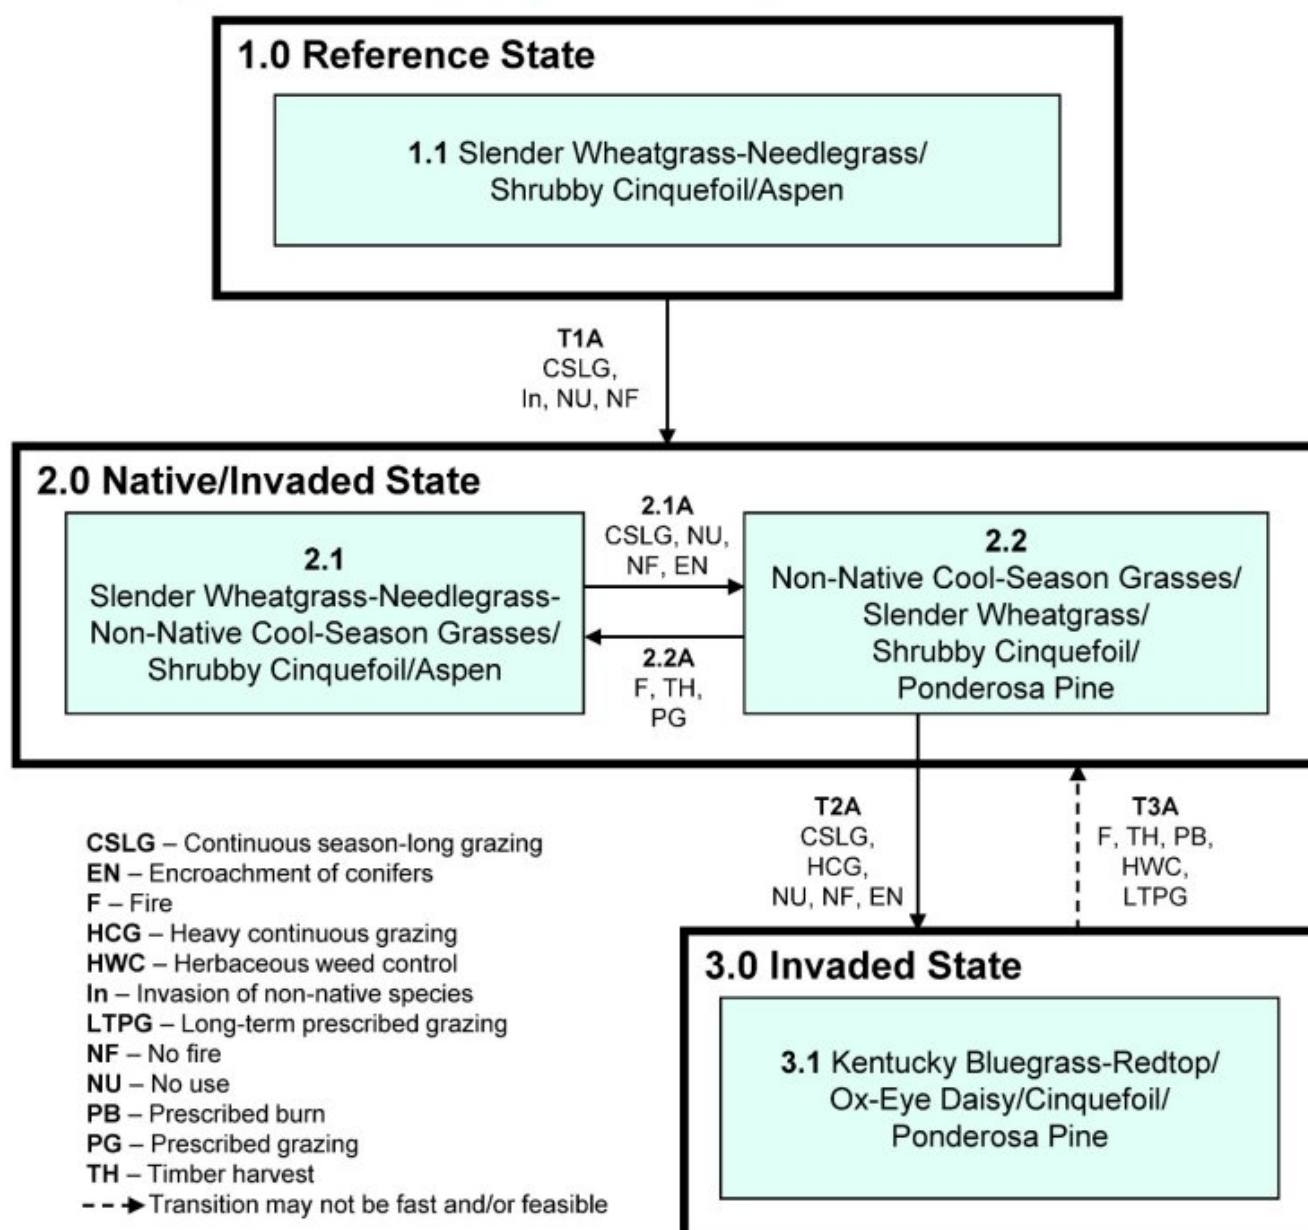 1.0 Reference State
1.1 Slender Wheatgrass-Needlegrass/
Shrubby Cinquefoil/Aspen
T1A
CSLG,
In, NU, NF
2.0 Native/Invaded State
2.1
Slender Wheatgrass-Needlegrass-
Non-Native Cool-Season Grasses/
Shrubby Cinquefoil/Aspen
2.1A
CSLG, NU,
NF, EN
2.2A
F, TH,
PG
2.2
Non-Native Cool-Season Grasses/
Slender Wheatgrass/
Shrubby Cinquefoil/
Ponderosa Pine
T2A
CSLG,
HCG,
NU, NF, EN
T3A
F, TH, PB,
HWC,
LTPG
CSLG – Continuous season-long grazing
EN – Encroachment of conifers
F – Fire
HCG – Heavy continuous grazing
HWC – Herbaceous weed control
In – Invasion of non-native species
LTPG – Long-term prescribed grazing
NF – No fire
NU – No use
PB – Prescribed burn
PG – Prescribed grazing
TH – Timber harvest
Transition may not be fast and/or feasible
3.0 Invaded State
3.1 Kentucky Bluegrass-Redtop/
Ox-Eye Daisy/Cinquefoil/
Ponderosa Pine